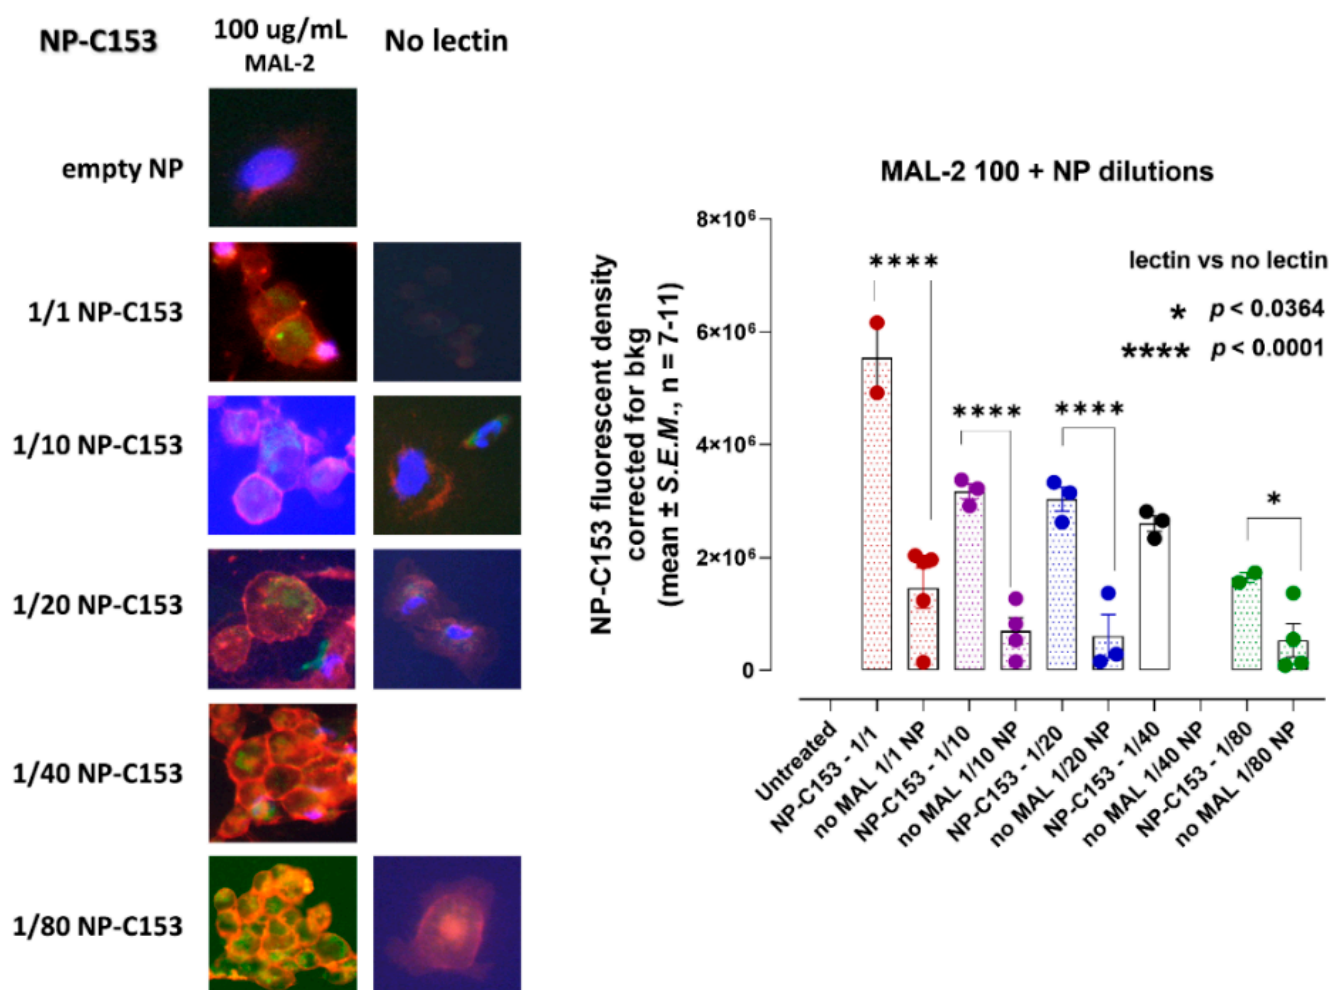 NP-C153
100 ug/mL
MAL-2
No lectin
empty NP
1/1 NP-C153
1/10 NP-C153
1/20 NP-C153
1/40 NP-C153
1/80 NP-C153
MAL-2 100 + NP dilutions
NP-C153 fluorescent density
corrected for bkg
(mean ± S.E.M., n = 7-11)
8×10⁶
6×10⁶
4×10⁶
2×10⁶
0
****
****
****
*
lectin vs no lectin
* p < 0.0364
**** p < 0.0001
Untreated
NP-C153 - 1/1
no MAL 1/1 NP
NP-C153 - 1/10
no MAL 1/10 NP
NP-C153 - 1/20
no MAL 1/20 NP
NP-C153 - 1/40
no MAL 1/40 NP
NP-C153 - 1/80
no MAL 1/80 NP